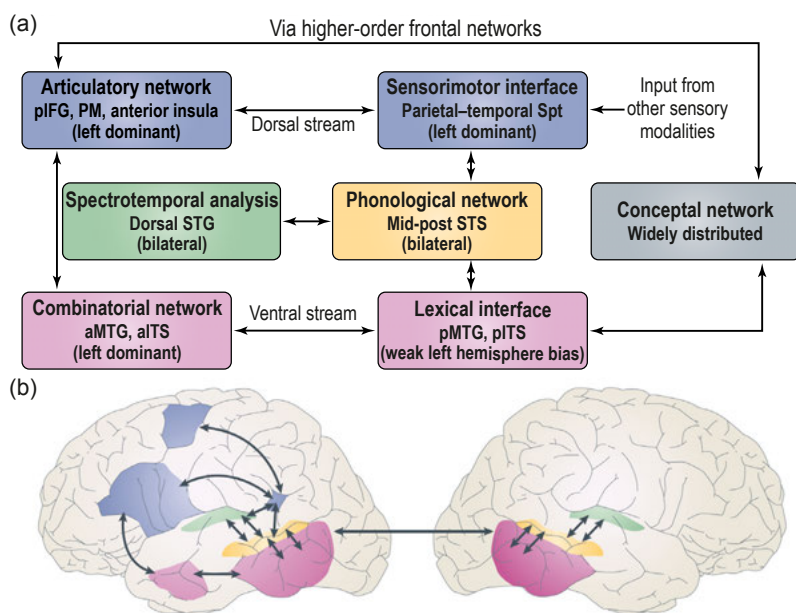 (a)
Via higher-order frontal networks
Articulatory network
pIFG, PM, anterior insula
(left dominant)
Dorsal stream
Sensorimotor interface
Parietal–temporal Spt
(left dominant)
Input from
other sensory
modalities
Spectrotemporal analysis
Dorsal STG
(bilateral)
Phonological network
Mid-post STS
(bilateral)
Conceptal network
Widely distributed
Combinatorial network
aMTG, aITS
(left dominant)
Ventral stream
Lexical interface
pMTG, pITS
(weak left hemisphere bias)
(b)